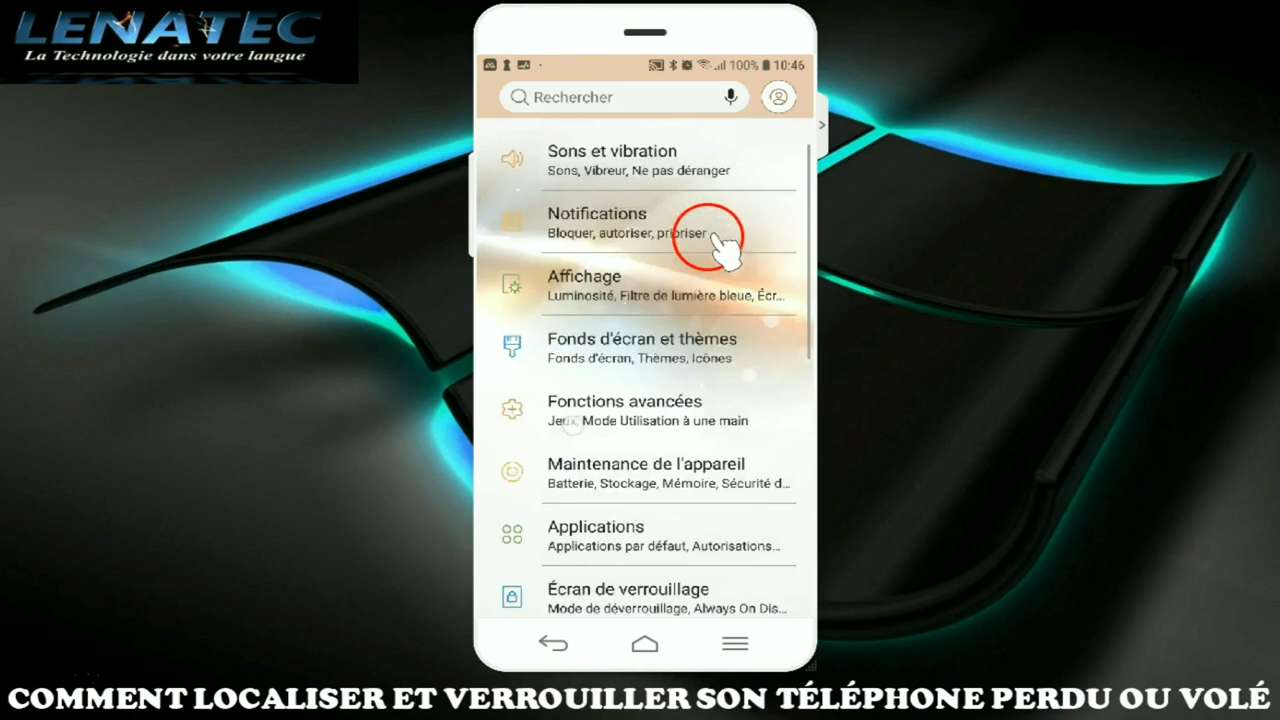 LENATEC
La Technologie dans votre langue
100% 10:46
Rechercher
Sons et vibration
Sons, Vibreur, Ne pas déranger
Notifications
Bloquer, autoriser, prioriser
Affichage
Luminosité, Filtre de lumière bleue, Écr...
Fonds d'écran et thèmes
Fonds d'écran, Thèmes, Icônes
Fonctions avancées
Jeux, Mode Utilisation à une main
Maintenance de l'appareil
Batterie, Stockage, Mémoire, Sécurité d...
Applications
Applications par défaut, Autorisations...
Écran de verrouillage
Mode de déverrouillage, Always On Dis...
COMMENT LOCALISER ET VERROUILLER SON TÉLÉPHONE PERDU OU VOLÉ